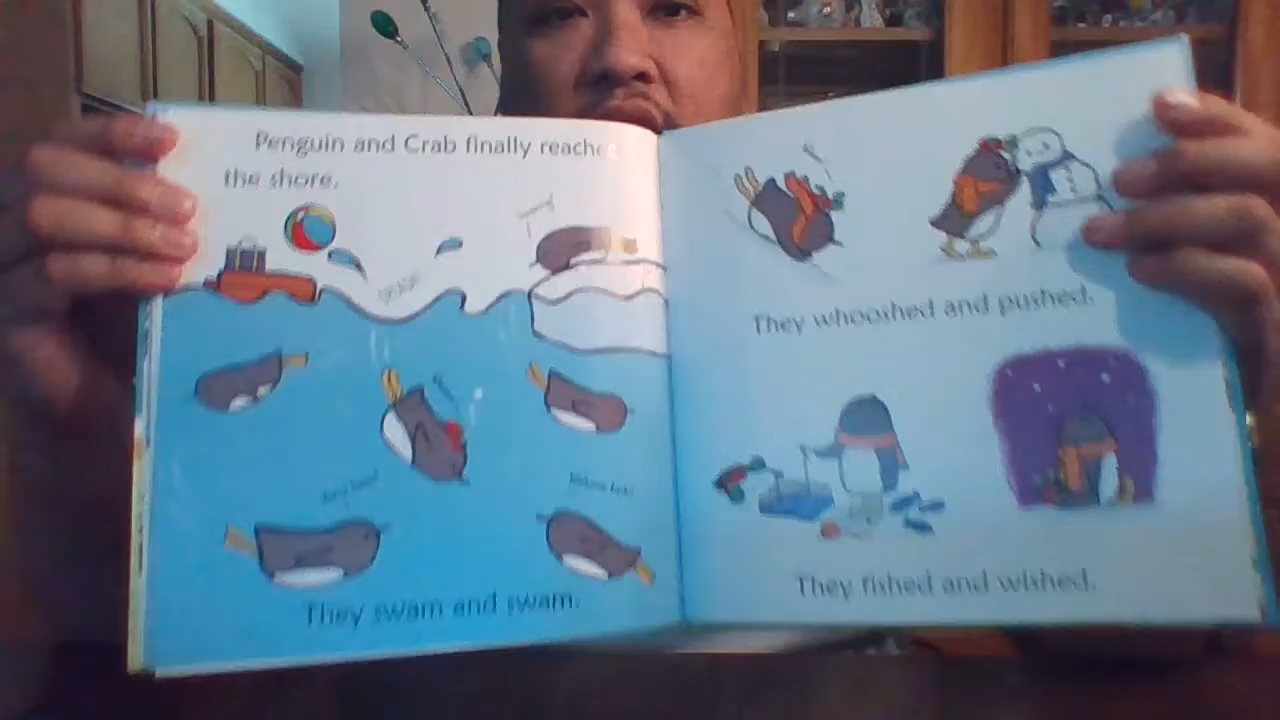 Penguin and Crab finally reache
the shore.
They swam and swam.
They whooshed and pushed.
They fished and wished.